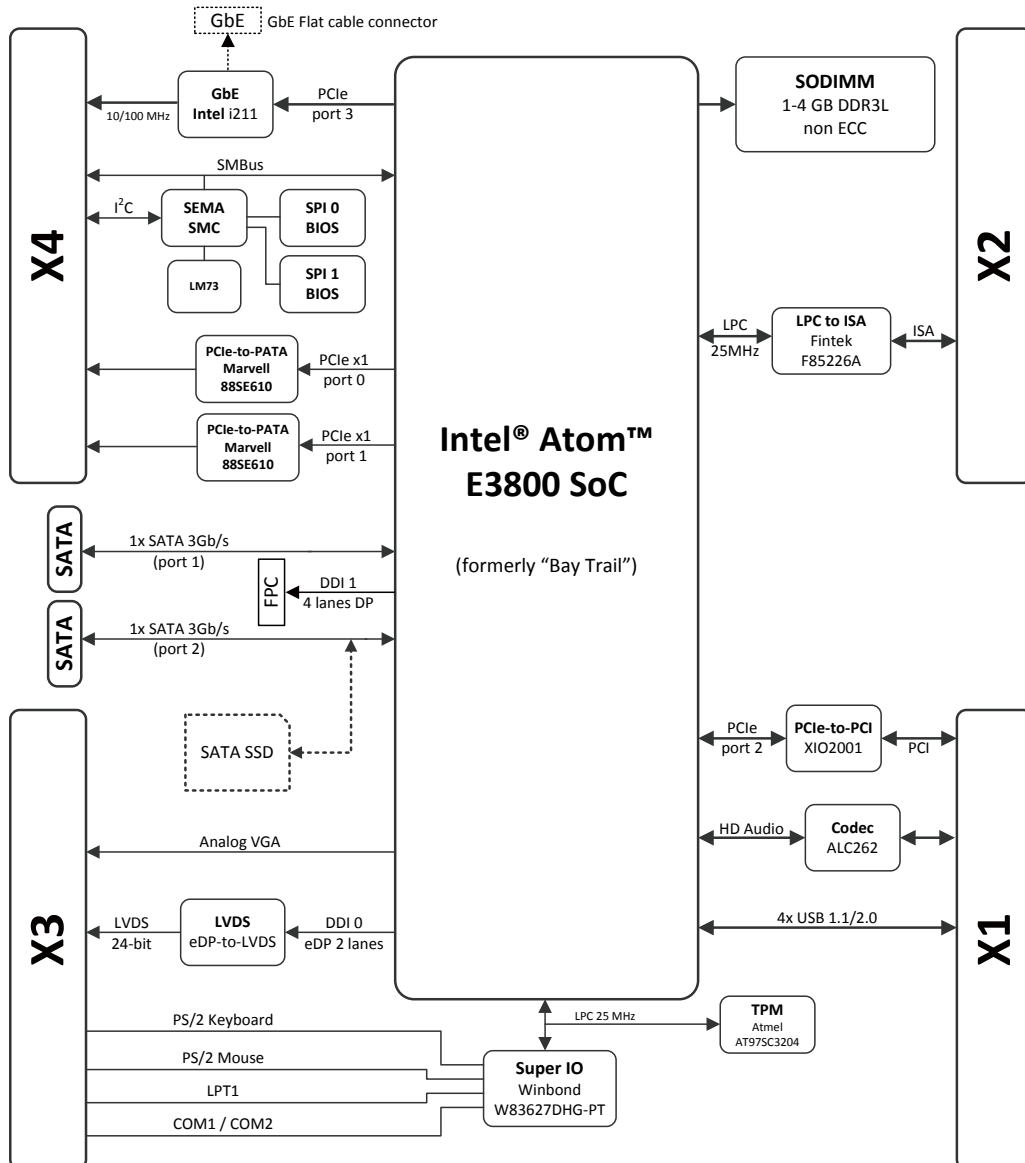 GbE
GbE Flat cable connector
X4
GbE
Intel i211
PCIe
port 3
10/100 MHz
SMBus
I²C
SEMA
SMC
SPI 0
BIOS
SPI 1
BIOS
LM73
PCIe-to-PATA
Marvell
88SE610
PCIe x1
port 0
PCIe-to-PATA
Marvell
88SE610
PCIe x1
port 1
Intel® Atom™
E3800 SoC
(formerly “Bay Trail”)
SODIMM
1-4 GB DDR3L
non ECC
X2
LPC
25MHz
LPC to ISA
Fintek
F85226A
ISA
SATA
1x SATA 3Gb/s
(port 1)
FPC
DDI 1
4 lanes DP
SATA
1x SATA 3Gb/s
(port 2)
SATA SSD
X3
Analog VGA
LVDS
24-bit
LVDS
eDP-to-LVDS
DDI 0
eDP 2 lanes
PS/2 Keyboard
PS/2 Mouse
LPT1
COM1 / COM2
Super IO
Winbond
W83627DHG-PT
LPC 25 MHz
TPM
Atmel
AT97SC3204
X1
PCIe
port 2
PCIe-to-PCI
XIO2001
PCI
HD Audio
Codec
ALC262
4x USB 1.1/2.0